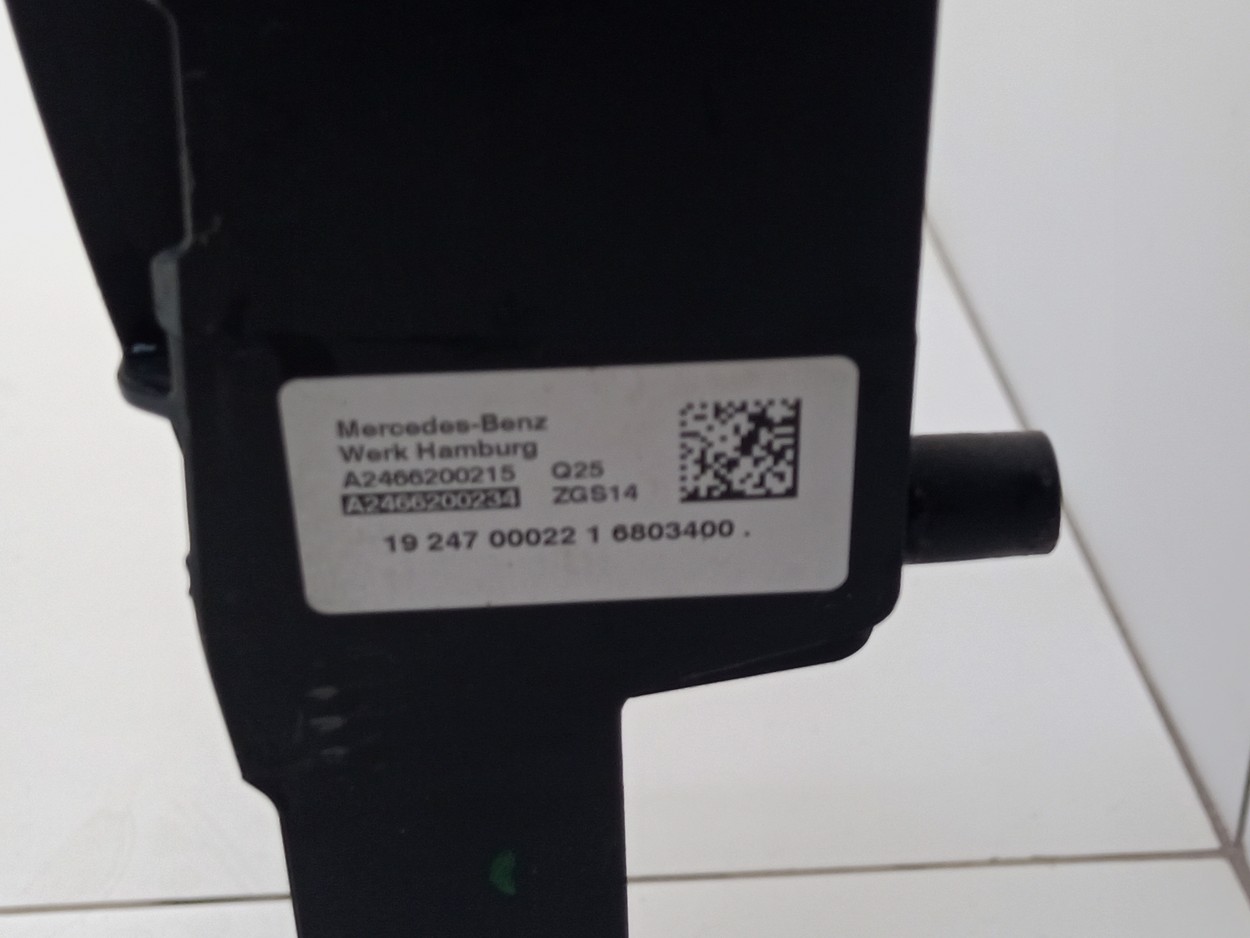 Mercedes-Benz
Werk Hamburg
A2466200215 Q25
A2466200234 ZGS14
19 247 00022 1 6803400 .